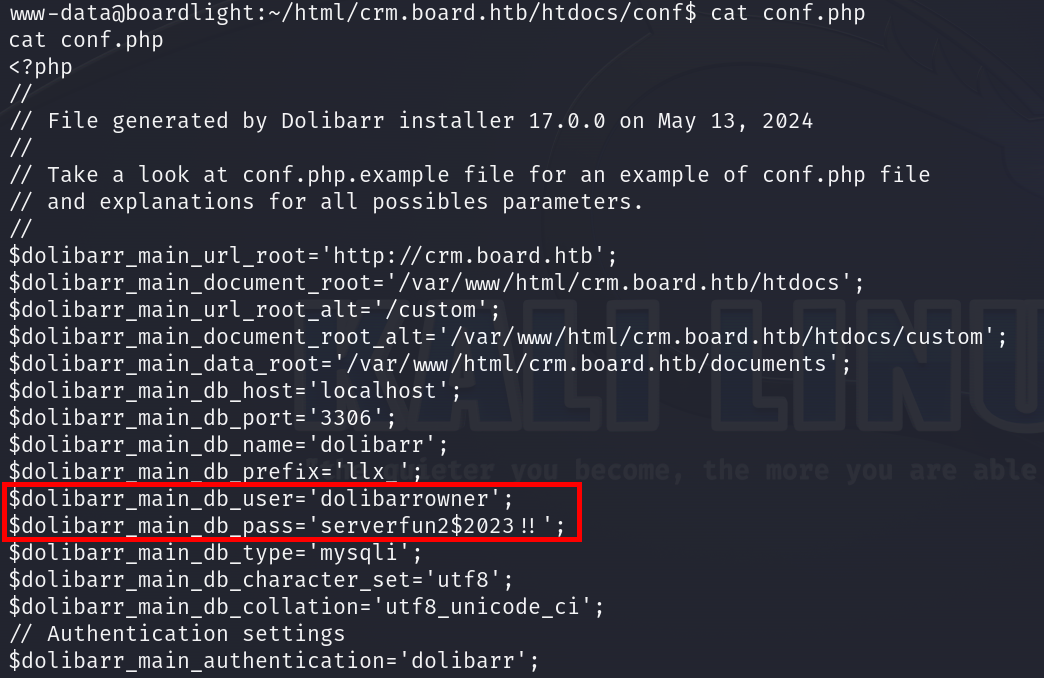 www-data@boardlight:~/html/crm.board.htb/htdocs/conf$ cat conf.php
cat conf.php
<?php
//
// File generated by Dolibarr installer 17.0.0 on May 13, 2024
//
// Take a look at conf.php.example file for an example of conf.php file
// and explanations for all possibles parameters.
//
$dolibarr_main_url_root='http://crm.board.htb';
$dolibarr_main_document_root='/var/www/html/crm.board.htb/htdocs';
$dolibarr_main_url_root_alt='/custom';
$dolibarr_main_document_root_alt='/var/www/html/crm.board.htb/htdocs/custom';
$dolibarr_main_data_root='/var/www/html/crm.board.htb/documents';
$dolibarr_main_db_host='localhost';
$dolibarr_main_db_port='3306';
$dolibarr_main_db_name='dolibarr';
$dolibarr_main_db_prefix='llx_';
$dolibarr_main_db_user='dolibarrowner';
$dolibarr_main_db_pass='serverfun2$2023!!';
$dolibarr_main_db_type='mysqli';
$dolibarr_main_db_character_set='utf8';
$dolibarr_main_db_collation='utf8_unicode_ci';
// Authentication settings
$dolibarr_main_authentication='dolibarr';
KALI LINU
you become, the more you are able